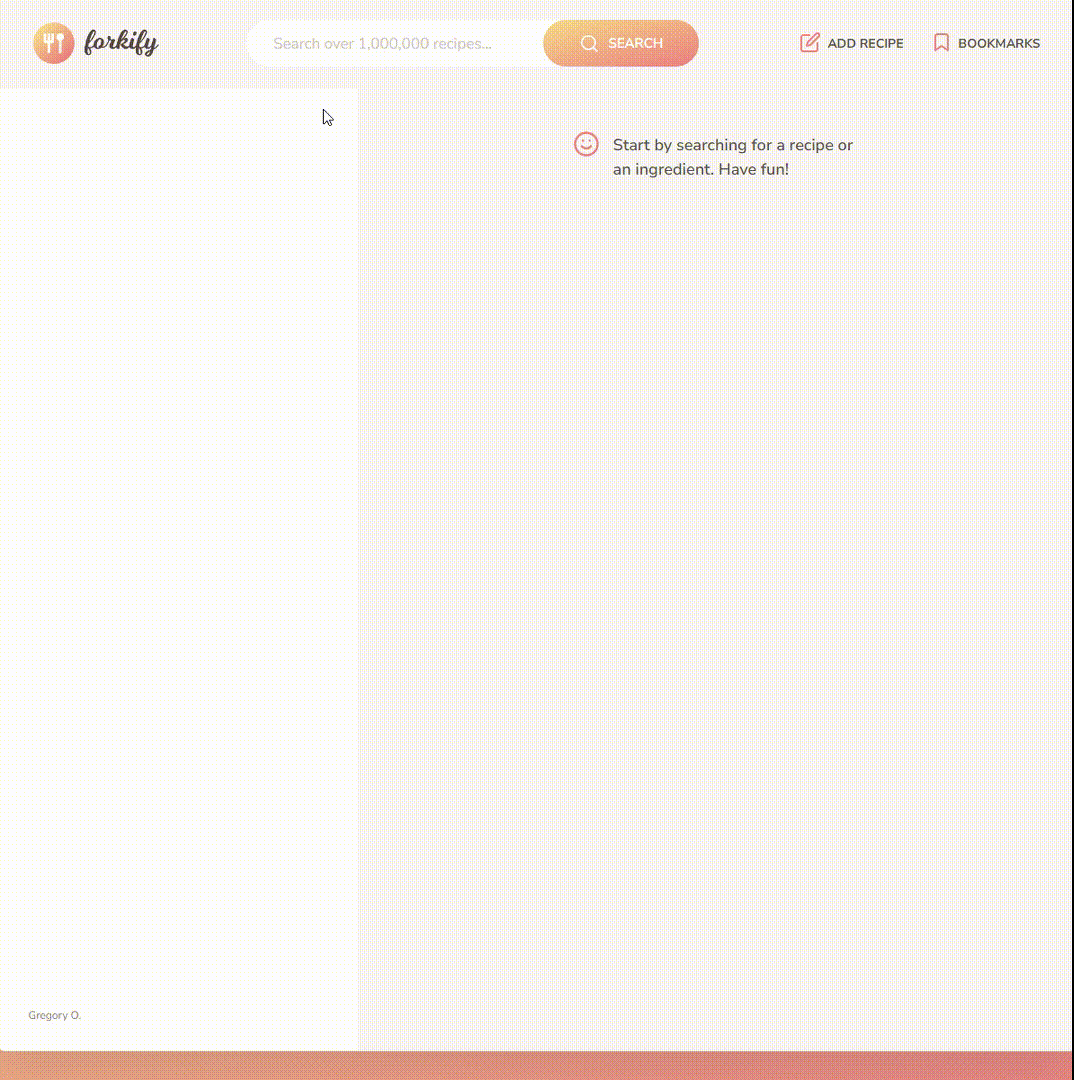 forkify
Search over 1,000,000 recipes...
SEARCH
ADD RECIPE
BOOKMARKS
Start by searching for a recipe or
an ingredient. Have fun!
Gregory O.